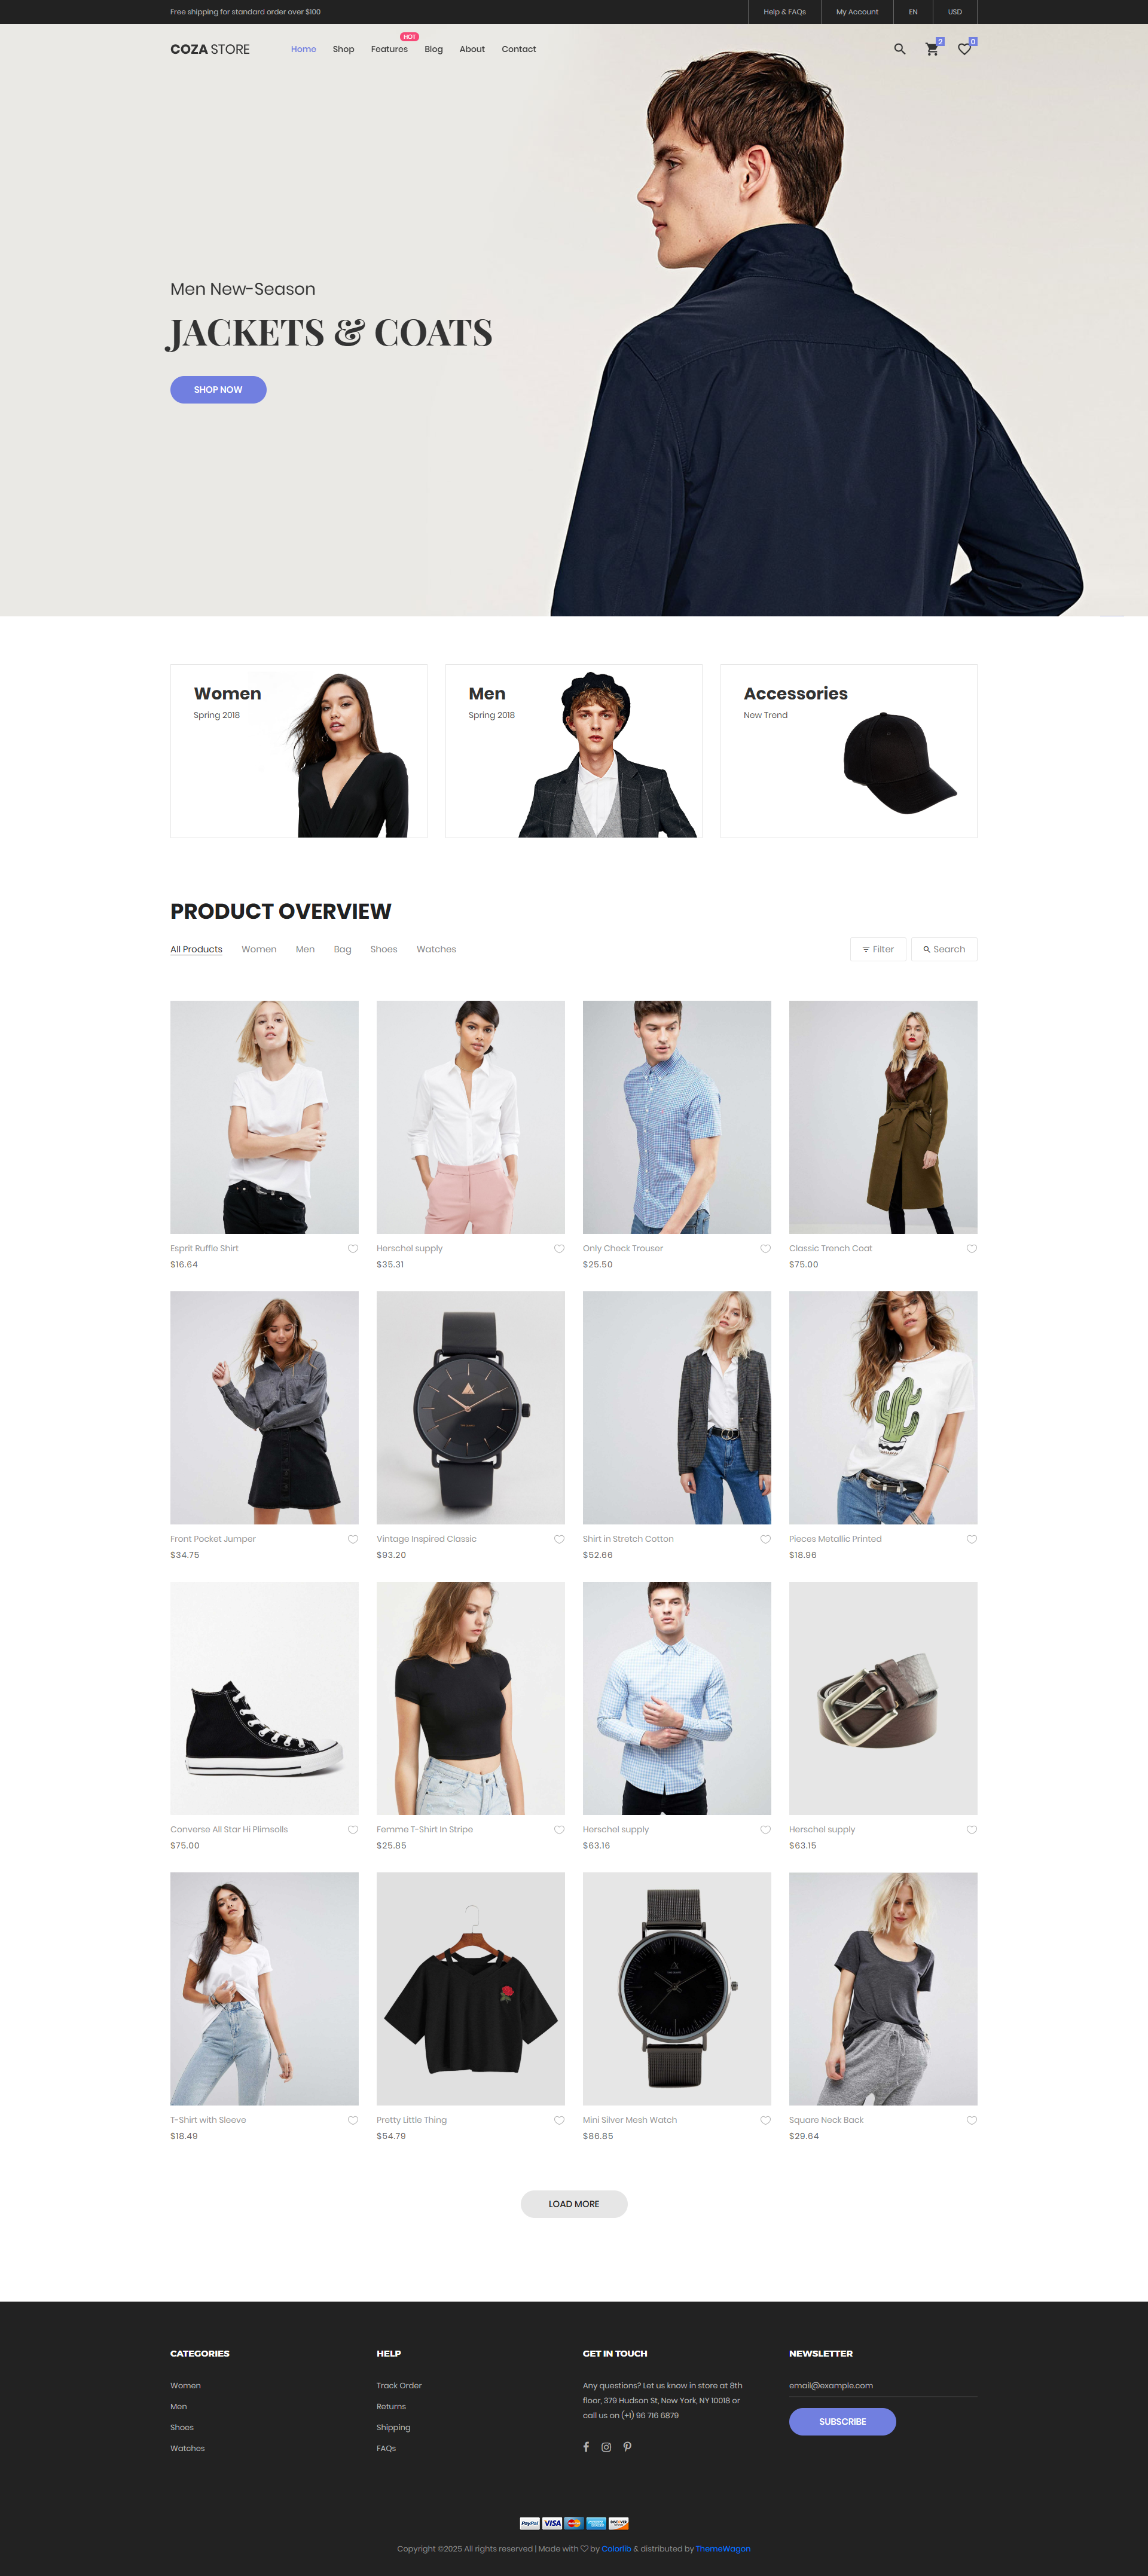 Free shipping for standard order over $100
Help & FAQs
My Account
EN
USD
COZA STORE
Home
Shop
Features
HOT
Blog
About
Contact
2
0
Men New-Season
JACKETS & COATS
SHOP NOW
Women
Spring 2018
Men
Spring 2018
Accessories
New Trend
PRODUCT OVERVIEW
All Products
Women
Men
Bag
Shoes
Watches
Filter
Search
Esprit Ruffle Shirt
$16.64
Herschel supply
$35.31
Only Check Trouser
$25.50
Classic Trench Coat
$75.00
Front Pocket Jumper
$34.75
Vintage Inspired Classic
$93.20
Shirt in Stretch Cotton
$52.66
Pieces Metallic Printed
$18.96
Converse All Star Hi Plimsolls
$75.00
Femme T-Shirt In Stripe
$25.85
Herschel supply
$63.16
Herschel supply
$63.15
T-Shirt with Sleeve
$18.49
Pretty Little Thing
$54.79
Mini Silver Mesh Watch
$86.85
Square Neck Back
$29.64
LOAD MORE
CATEGORIES
Women
Men
Shoes
Watches
HELP
Track Order
Returns
Shipping
FAQs
GET IN TOUCH
Any questions? Let us know in store at 8th
floor, 379 Hudson St, New York, NY 10018 or
call us on (+1) 96 716 6879
NEWSLETTER
email@example.com
SUBSCRIBE
PayPal
VISA
Copyright ©2025 All rights reserved | Made with by Colorlib & distributed by ThemeWagon